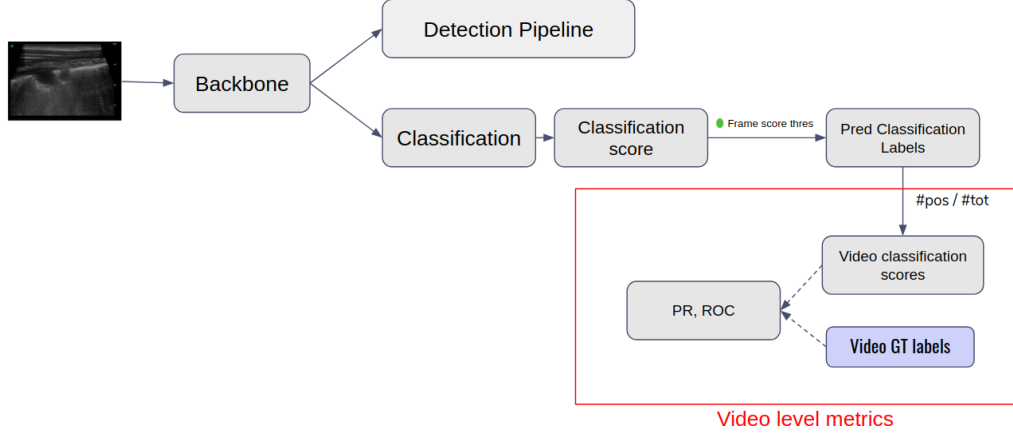 Detection Pipeline
Backbone
Classification
Classification
score
Frame score thres
Pred Classification
Labels
#pos / #tot
Video classification
scores
PR, ROC
Video GT labels
Video level metrics